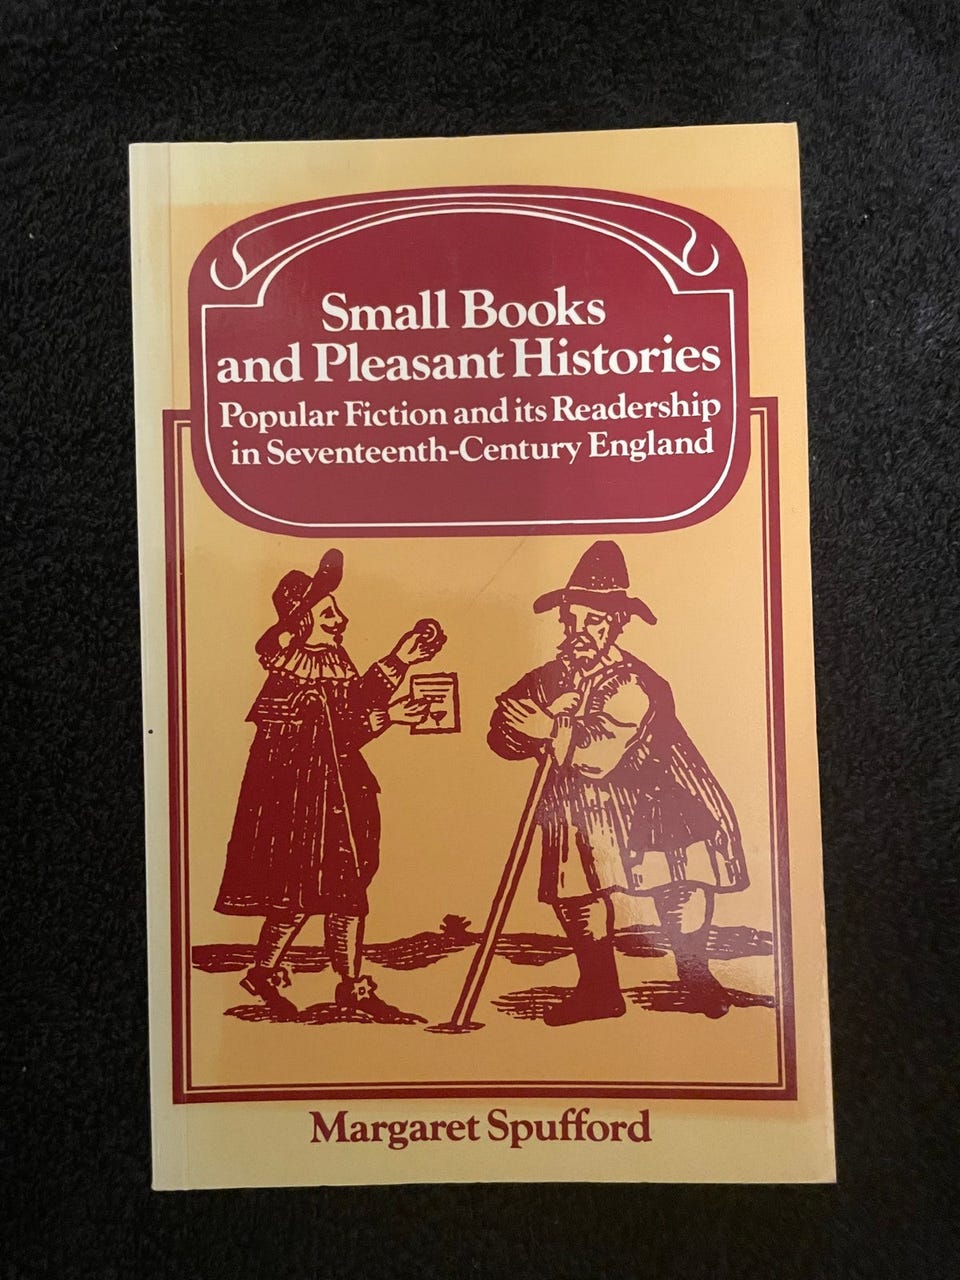 Small Books
and Pleasant Histories
Popular Fiction and its Readership
in Seventeenth-Century England
Margaret Spufford